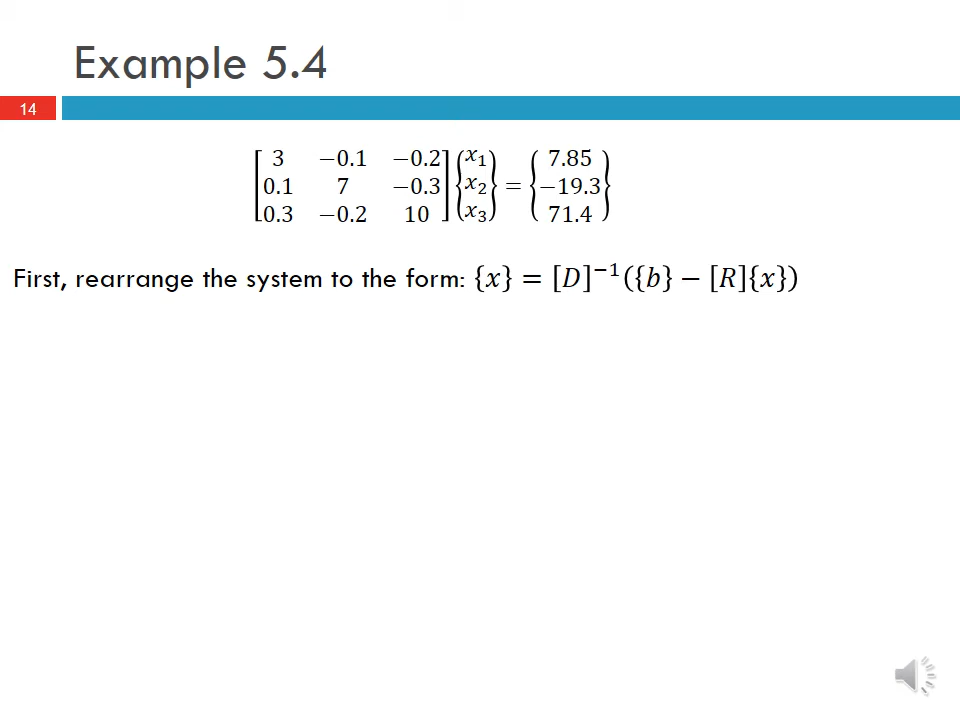 Example 5.4
14
[3 −0.1 −0.2] {x₁} = {7.85}
[0.1 7 −0.3] {x₂} {−19.3}
[0.3 −0.2 10] {x₃} {71.4}
First, rearrange the system to the form: {x} = [D]⁻¹({b} − [R]{x})